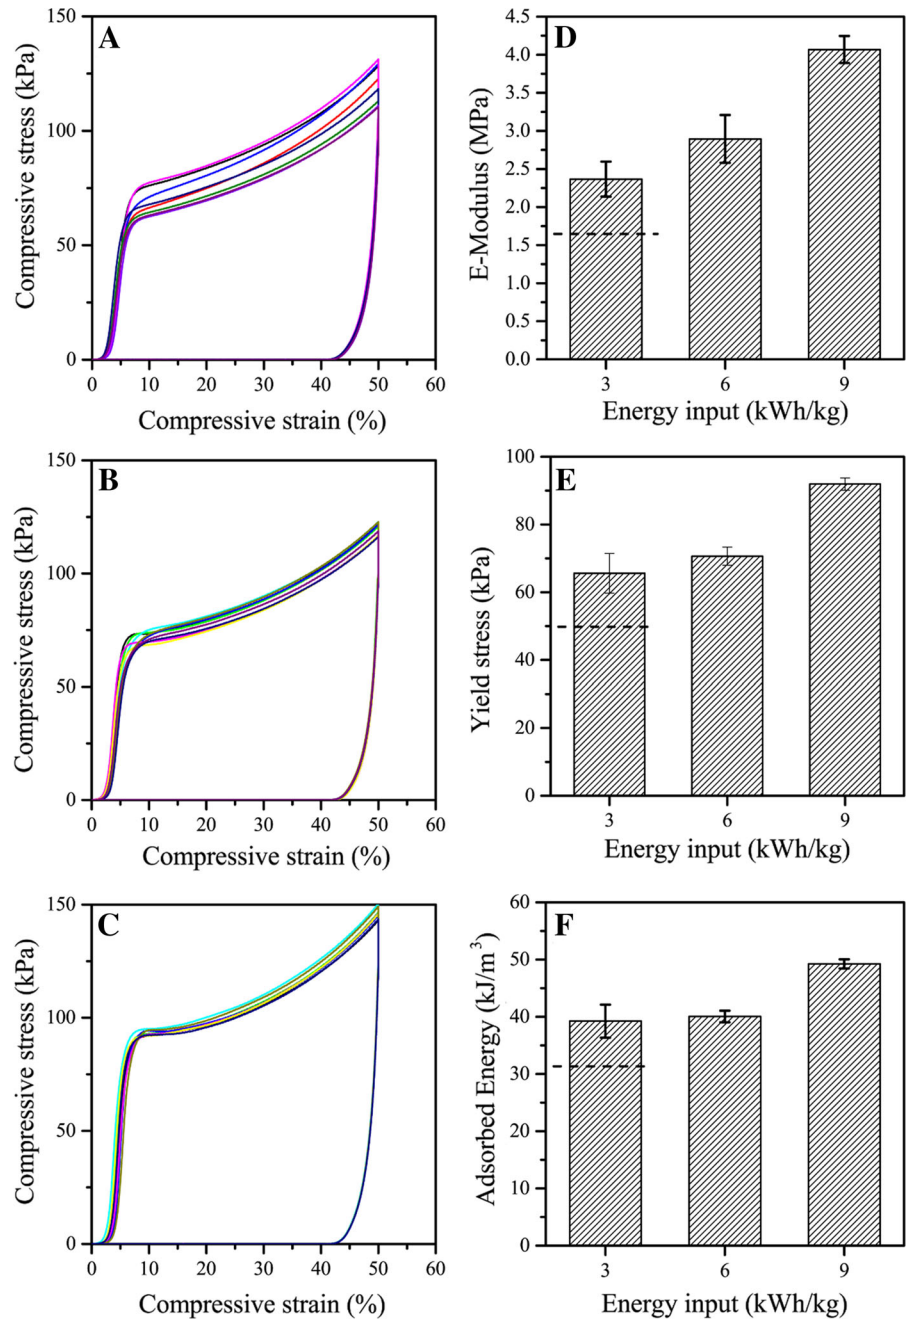 A
Compressive stress (kPa)
150
100
50
0
0 10 20 30 40 50 60
Compressive strain (%)
D
E-Modulus (MPa)
4.5
4.0
3.5
3.0
2.5
2.0
1.5
1.0
0.5
0.0
3 6 9
Energy input (kWh/kg)
B
Compressive stress (kPa)
150
100
50
0
0 10 20 30 40 50 60
Compressive strain (%)
E
Yield stress (kPa)
100
80
60
40
20
0
3 6 9
Energy input (kWh/kg)
C
Compressive stress (kPa)
150
100
50
0
0 10 20 30 40 50 60
Compressive strain (%)
F
Adsorbed Energy (kJ/m³)
60
50
40
30
20
10
0
3 6 9
Energy input (kWh/kg)